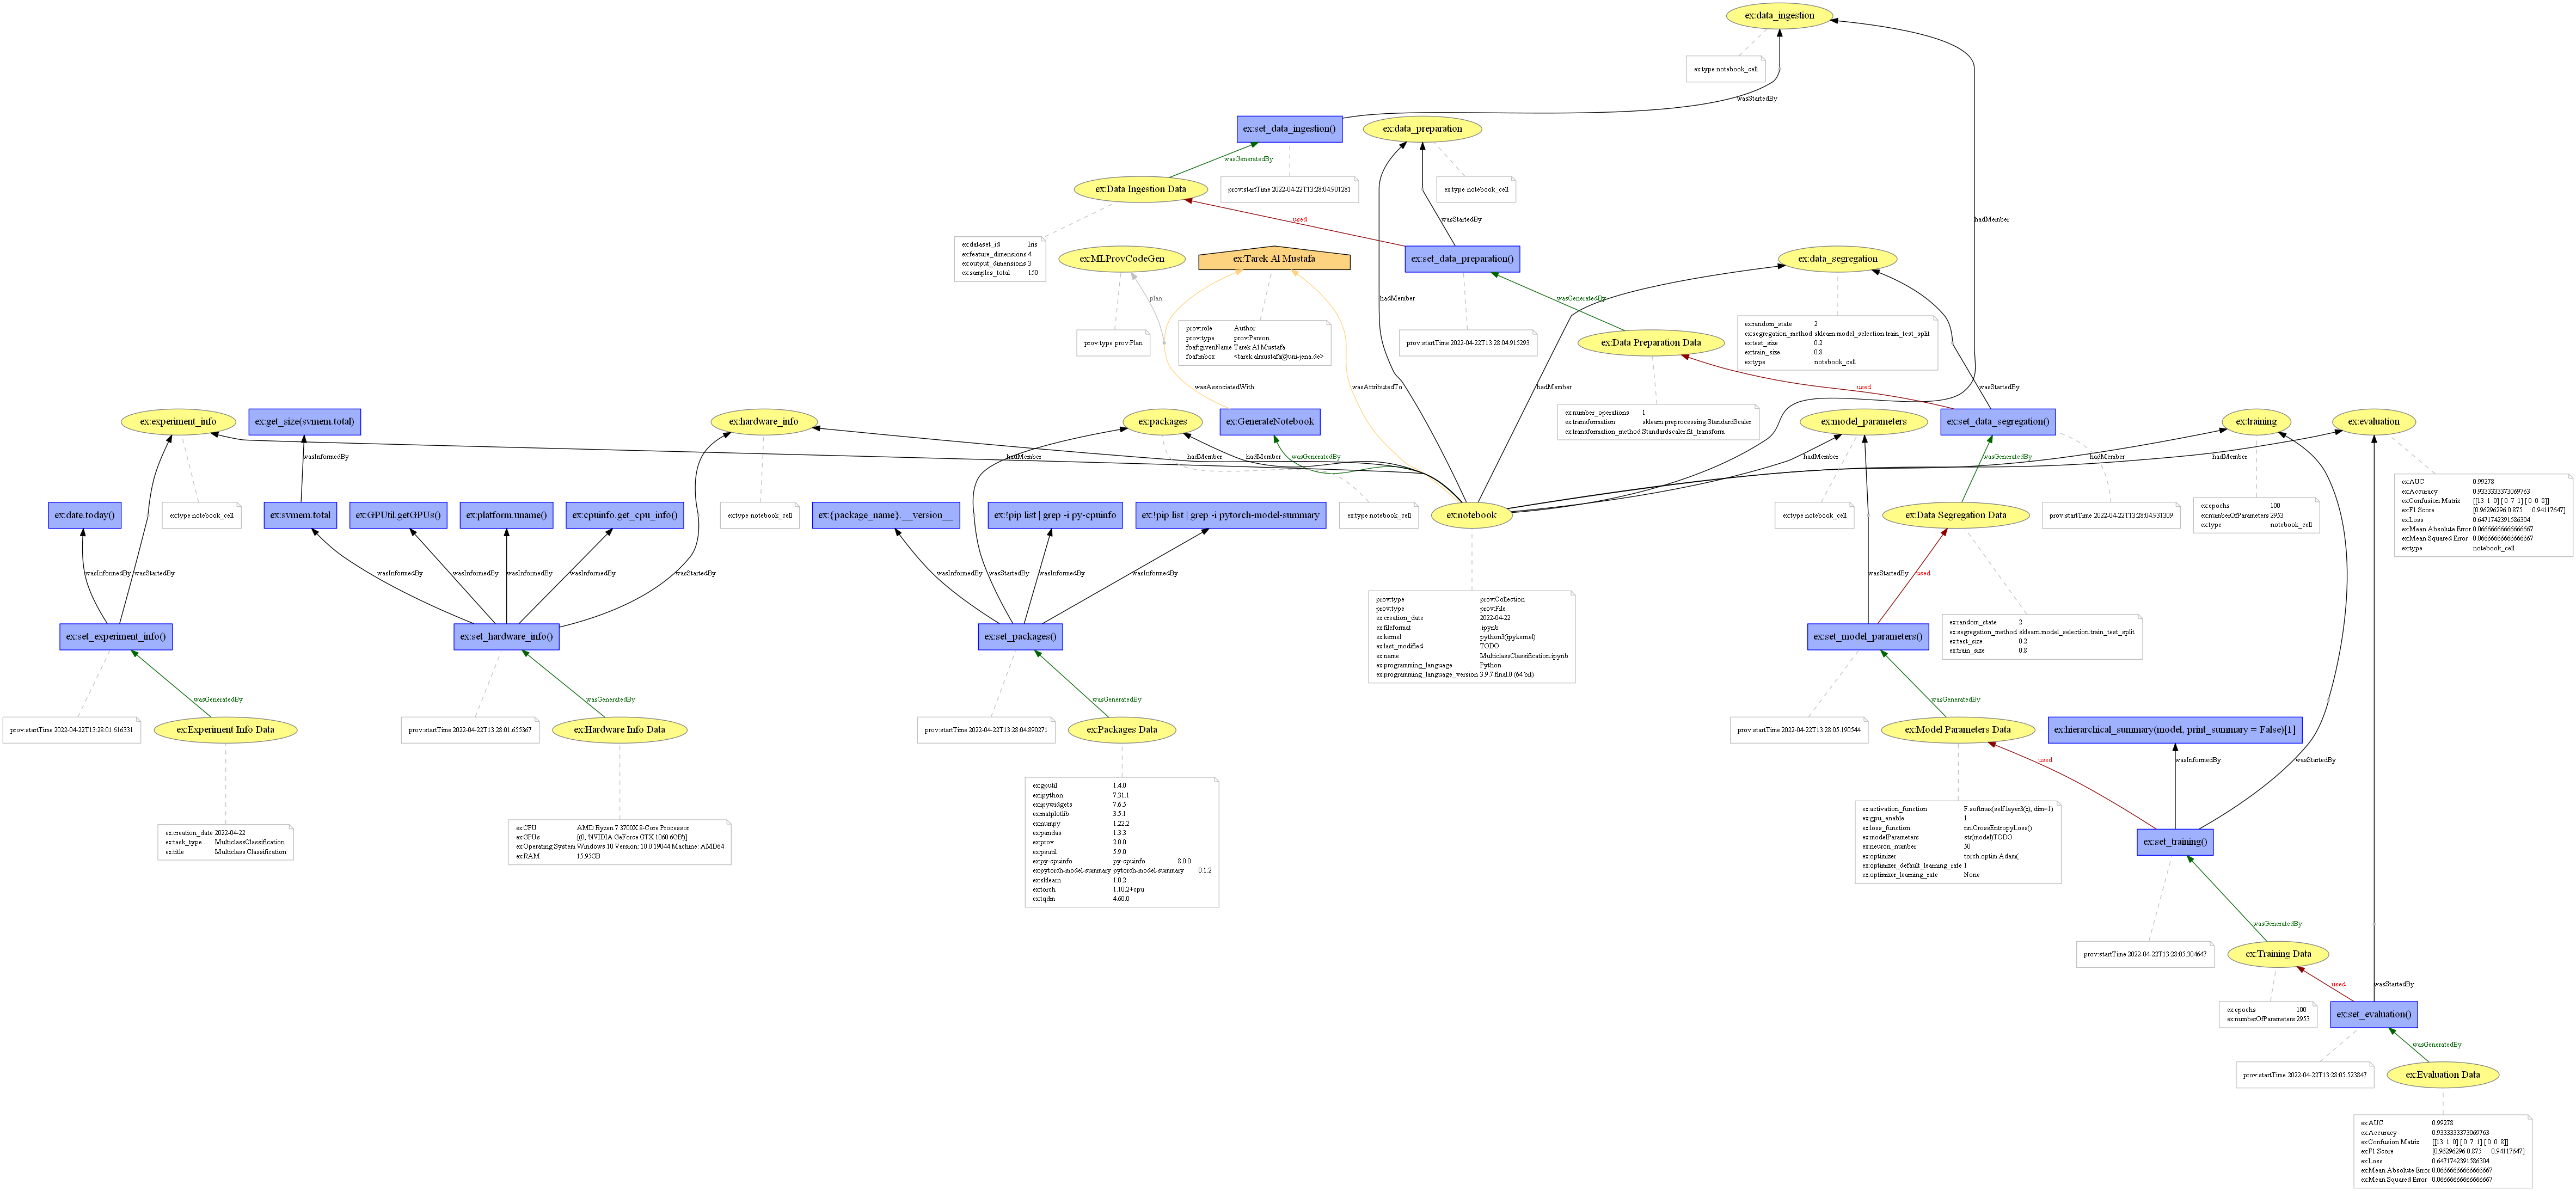 ex:data_ingestion
ex:type notebook_cell
wasStartedBy
ex:set_data_ingestion()
ex:data_preparation
wasGeneratedBy
ex:Data Ingestion Data
prov:startTime 2022-04-22T13:28:04.901281
ex:type notebook_cell
used
wasStartedBy
hadMember
ex:dataset_id Iris
ex:feature_dimensions 4
ex:output_dimensions 3
ex:samples_total 150
ex:MLProvCodeGen
ex:Tarek Al Mustafa
ex:set_data_preparation()
ex:data_segregation
plan
hadMember
wasGeneratedBy
prov:type prov:Plan
prov:role Author
prov:type prov:Person
foaf:givenName Tarek Al Mustafa
foaf:mbox <tarek.almustafa@uni-jena.de>
prov:startTime 2022-04-22T13:28:04.915293
ex:Data Preparation Data
ex:random_state 2
ex:segregation_method sklearn.model_selection.train_test_split
ex:test_size 0.2
ex:train_size 0.8
ex:type notebook_cell
wasAssociatedWith
wasAttributedTo
hadMember
used
wasStartedBy
ex:experiment_info
ex:get_size(svmem.total)
ex:hardware_info
ex:packages
ex:GenerateNotebook
ex:number_operations 1
ex:transformation sklearn.preprocessing.StandardScaler
ex:transformation_method Standardscaler.fit_transform
ex:model_parameters
ex:set_data_segregation()
ex:training
ex:evaluation
wasInformedBy
hadMember
hadMember
hadMember
wasGeneratedBy
hadMember
wasGeneratedBy
hadMember
hadMember
ex:date.today()
ex:type notebook_cell
ex:svmem.total
ex:GPUtil.getGPUs()
ex:platform.uname()
ex:cpuinfo.get_cpu_info()
ex:type notebook_cell
ex:{package_name}.__version__
ex:!pip list | grep -i py-cpuinfo
ex:!pip list | grep -i pytorch-model-summary
ex:type notebook_cell
ex:notebook
ex:type notebook_cell
ex:Data Segregation Data
prov:startTime 2022-04-22T13:28:04.931309
ex:epochs 100
ex:numberOfParameters 2953
ex:type notebook_cell
ex:AUC 0.99278
ex:Accuracy 0.9333333373069763
ex:Confusion Matrix [[13 1 0] [ 0 7 1] [ 0 0 8]]
ex:F1 Score [0.96296296 0.875 0.94117647]
ex:Loss 0.6471742391586304
ex:Mean Absolute Error 0.06666666666666667
ex:Mean Squared Error 0.06666666666666667
ex:type notebook_cell
wasInformedBy
wasStartedBy
wasInformedBy
wasInformedBy
wasInformedBy
wasInformedBy
wasStartedBy
wasInformedBy
wasStartedBy
wasInformedBy
wasInformedBy
wasStartedBy
used
ex:set_experiment_info()
ex:set_hardware_info()
ex:set_packages()
prov:type prov:Collection
prov:type prov:File
ex:creation_date 2022-04-22
ex:fileformat .ipynb
ex:kernel python3(ipykernel)
ex:last_modified TODO
ex:name MulticlassClassification.ipynb
ex:programming_language Python
ex:programming_language_version 3.9.7.final.0 (64 bit)
ex:set_model_parameters()
ex:random_state 2
ex:segregation_method sklearn.model_selection.train_test_split
ex:test_size 0.2
ex:train_size 0.8
wasGeneratedBy
wasGeneratedBy
wasGeneratedBy
wasGeneratedBy
prov:startTime 2022-04-22T13:28:01.616331
ex:Experiment Info Data
prov:startTime 2022-04-22T13:28:01.655367
ex:Hardware Info Data
prov:startTime 2022-04-22T13:28:04.890271
ex:Packages Data
prov:startTime 2022-04-22T13:28:05.190544
ex:Model Parameters Data
ex:hierarchical_summary(model, print_summary = False)[1]
used
wasInformedBy
wasStartedBy
ex:creation_date 2022-04-22
ex:task_type MulticlassClassification
ex:title Multiclass Classification
ex:CPU AMD Ryzen 7 3700X 8-Core Processor
ex:GPUs [(0, 'NVIDIA GeForce GTX 1060 6GB')]
ex:Operating System Windows 10 Version: 10.0.19044 Machine: AMD64
ex:RAM 15.95GB
ex:gputil 1.4.0
ex:ipython 7.31.1
ex:ipywidgets 7.6.5
ex:matplotlib 3.5.1
ex:numpy 1.22.2
ex:pandas 1.3.3
ex:prov 2.0.0
ex:psutil 5.9.0
ex:py-cpuinfo py-cpuinfo 8.0.0
ex:pytorch-model-summary pytorch-model-summary 0.1.2
ex:sklearn 1.0.2
ex:torch 1.10.2+cpu
ex:tqdm 4.60.0
ex:activation_function F.softmax(self.layer3(x), dim=1)
ex:gpu_enable 1
ex:loss_function nn.CrossEntropyLoss()
ex:modelParameters str(model)TODO
ex:neuron_number 50
ex:optimizer torch.optim.Adam(
ex:optimizer_default_learning_rate 1
ex:optimizer_learning_rate None
ex:set_training()
wasGeneratedBy
prov:startTime 2022-04-22T13:28:05.304647
ex:Training Data
used
wasStartedBy
ex:epochs 100
ex:numberOfParameters 2953
ex:set_evaluation()
wasGeneratedBy
prov:startTime 2022-04-22T13:28:05.523847
ex:Evaluation Data
ex:AUC 0.99278
ex:Accuracy 0.9333333373069763
ex:Confusion Matrix [[13 1 0] [ 0 7 1] [ 0 0 8]]
ex:F1 Score [0.96296296 0.875 0.94117647]
ex:Loss 0.6471742391586304
ex:Mean Absolute Error 0.06666666666666667
ex:Mean Squared Error 0.06666666666666667